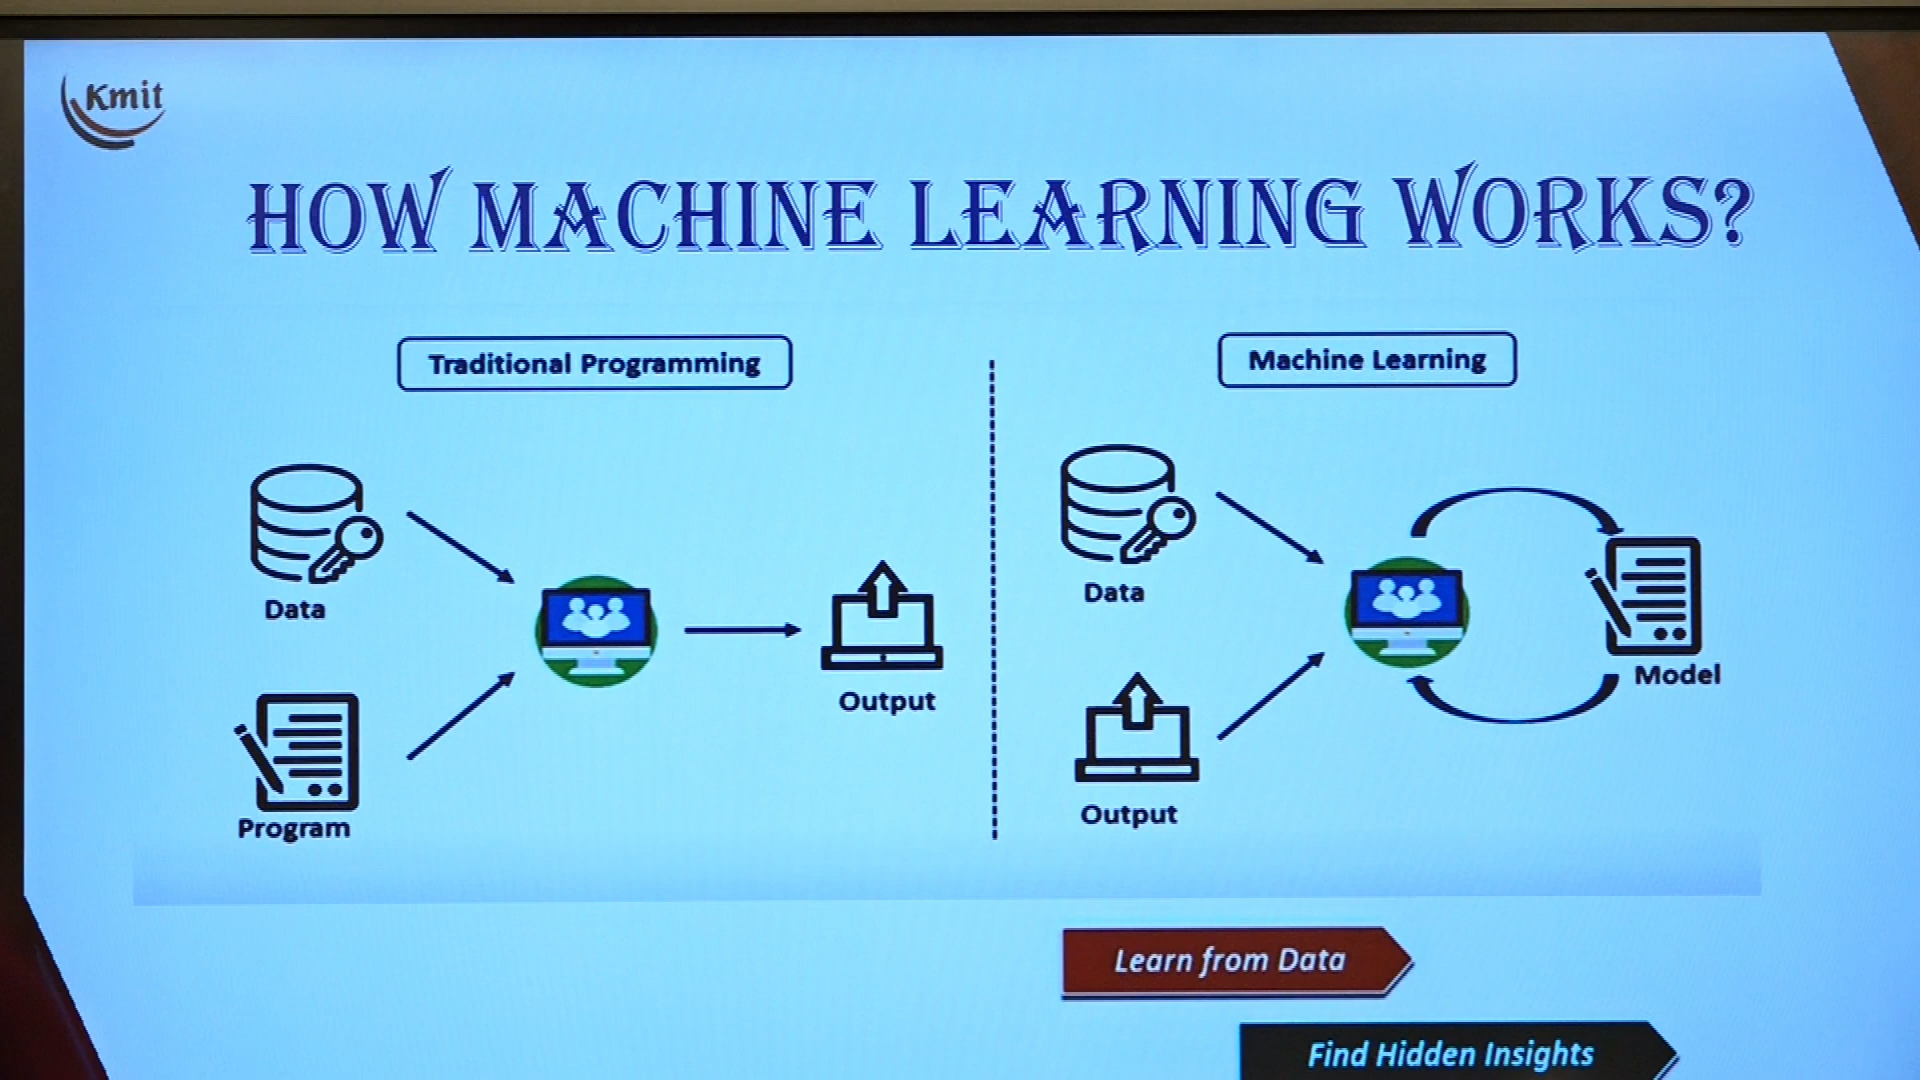 Kmit
HOW MACHINE LEARNING WORKS?
Traditional Programming
Data
Program
Output
Machine Learning
Data
Output
Model
Learn from Data
Find Hidden Insights